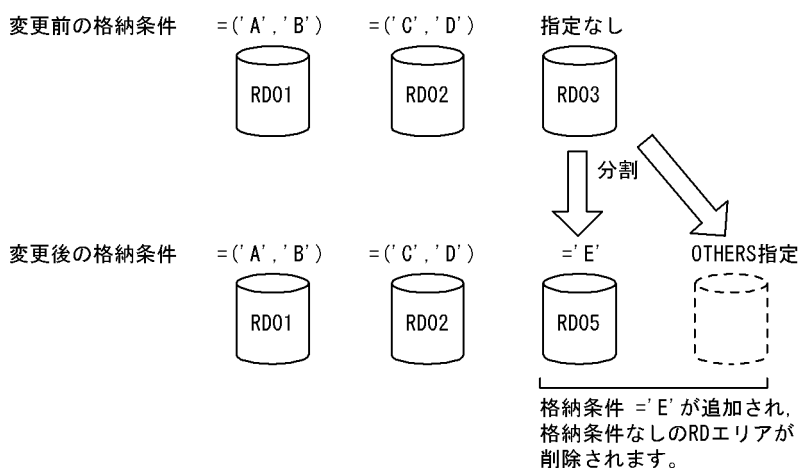 変更前の格納条件 =('A','B') =('C','D') 指定なし
RD01 RD02 RD03
分割
変更後の格納条件 =('A','B') =('C','D') ='E' OTHERS指定
RD01 RD02 RD05
格納条件 ='E'が追加され,
格納条件なしのRDエリアが
削除されます。